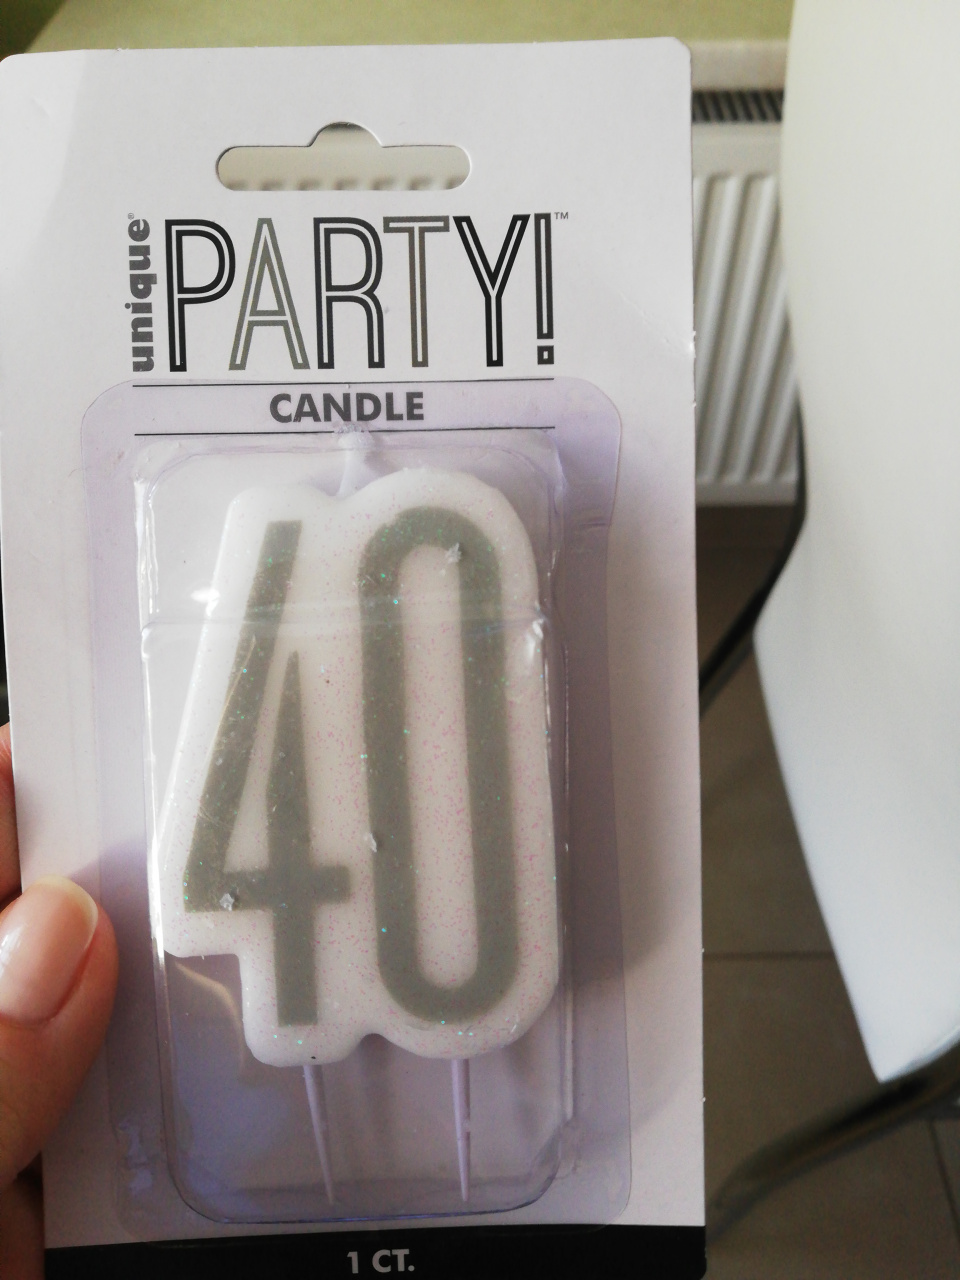 unique®
PARTY!™
CANDLE
40
1 CT.